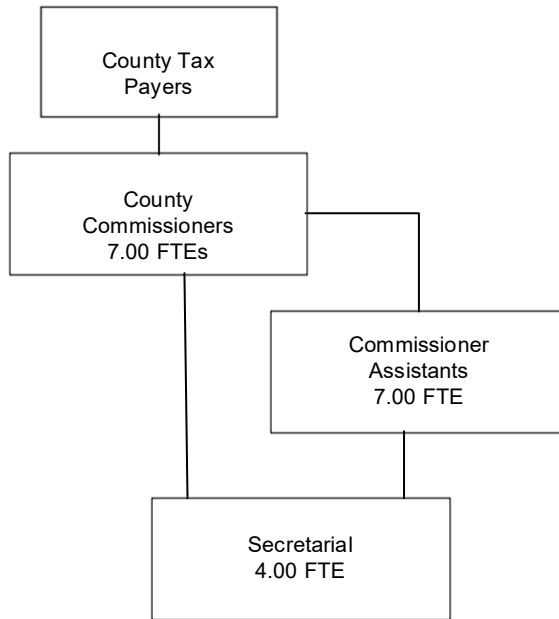 County Tax
Payers
County
Commissioners
7.00 FTEs
Commissioner
Assistants
7.00 FTE
Secretarial
4.00 FTE